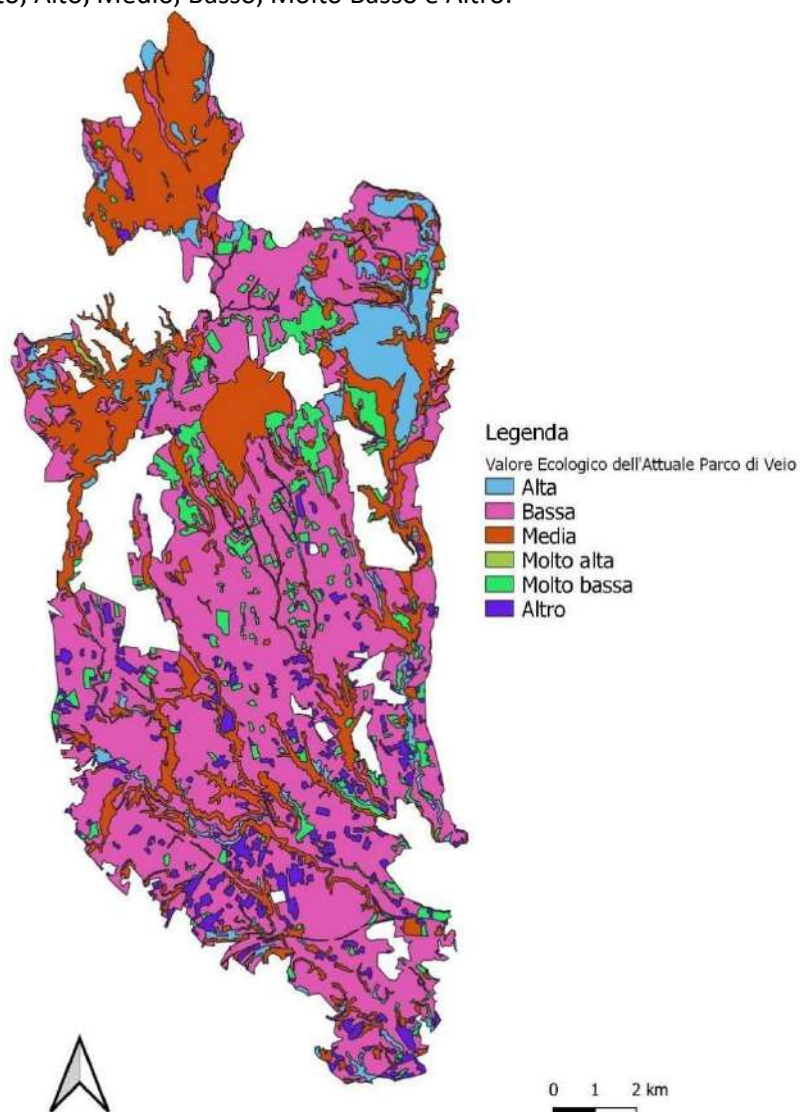 Alto, Medio, Basso, Molto Basso e Altro.
Legenda
Valore Ecologico dell'Attuale Parco di Veio
Alta
Bassa
Media
Molto alta
Molto bassa
Altro
0 1 2 km